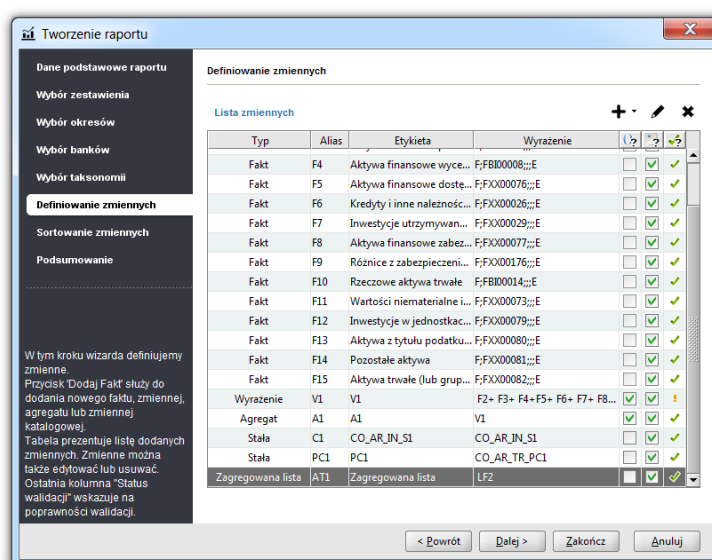 Tworzenie raportu
Dane podstawowe raportu
Wybór zestawienia
Wybór okresów
Wybór banków
Wybór taksonomii
Definiowanie zmiennych
Sortowanie zmiennych
Podsumowanie
W tym kroku wizarda definiujemy
zmienne.
Przycisk 'Dodaj Fakt' służy do
dodania nowego faktu, zmiennej,
agregatu lub zmiennej
katalogowej.
Tabela prezentuje listę dodanych
zmiennych. Zmienne można
także edytować lub usuwać.
Ostatnia kolumna "Status
walidacji" wskazuje na
poprawności walidacji.
Definiowanie zmiennych
Lista zmiennych
Typ Alias Etykieta Wyrażenie
Fakt F4 Aktywa finansowe wyce... F;FBI00008;;;E
Fakt F5 Aktywa finansowe dostę... F;FXX00076;;;E
Fakt F6 Kredyty i inne należnośc... F;FXX00026;;;E
Fakt F7 Inwestycje utrzymywan... F;FXX00029;;;E
Fakt F8 Aktywa finansowe zabez... F;FXX00077;;;E
Fakt F9 Różnice z zabezpieczeni... F;FXX00176;;;E
Fakt F10 Rzeczowe aktywa trwałe F;FBI00014;;;E
Fakt F11 Wartości niematerialne i... F;FXX00073;;;E
Fakt F12 Inwestycje w jednostkac... F;FXX00079;;;E
Fakt F13 Aktywa z tytułu podatku... F;FXX00080;;;E
Fakt F14 Pozostałe aktywa F;FXX00081;;;E
Fakt F15 Aktywa trwałe (lub grup... F;FXX00082;;;E
Wyrażenie V1 V1 F2+ F3+ F4+F5+ F6+ F7+ F8...
Agregat A1 A1 V1
Stała C1 CO_AR_IN_S1 CO_AR_IN_S1
Stała PC1 PC1 CO_AR_TR_PC1
Zagregowana lista AT1 Zagregowana lista LF2
< Powrót Dalej > Zakończ Anuluj